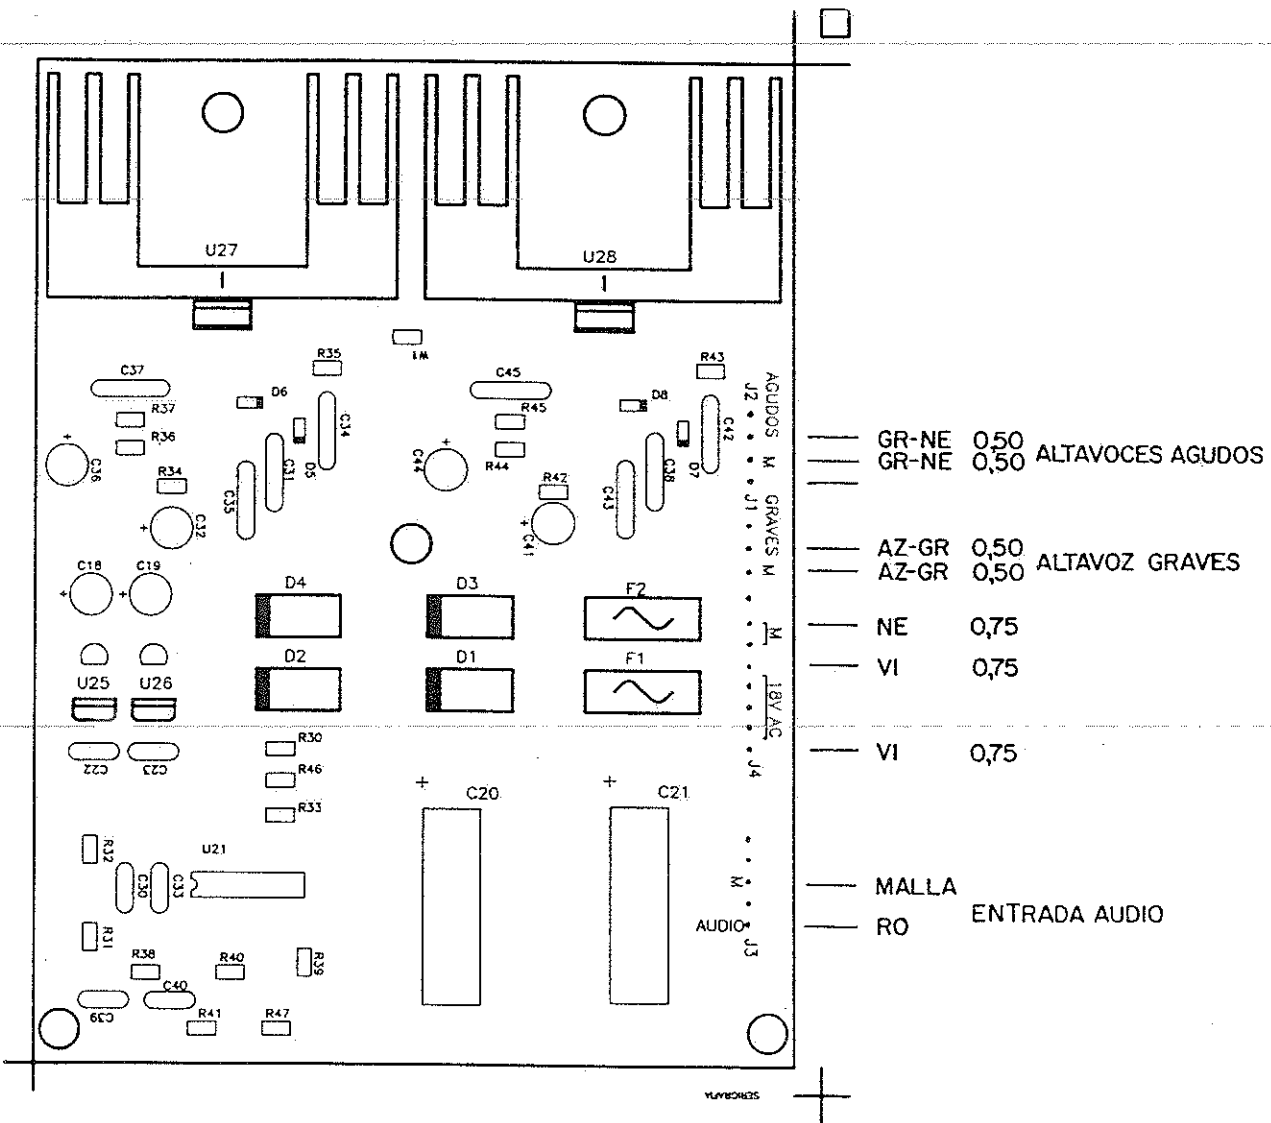 U27
U28
1
1
W1
R35
R43
C37
C45
D6
D8
AGUDOS
J2
R37
R45
C34
C42
R36
C36
R44
C44
M
GR-NE 0,50
GR-NE 0,50
ALTAVOCES AGUDOS
R34
C31
D5
R42
C38
D7
C35
C43
J1
GRAVES
C32
C41
M
AZ-GR 0,50
AZ-GR 0,50
ALTAVOZ GRAVES
C18
C19
D4
D3
F2
M
NE 0,75
D2
D1
F1
VI 0,75
U25
U26
18V AC
R30
C22
C23
R46
J4
VI 0,75
R33
C20
C21
R32
U21
C30
C33
M
MALLA
ENTRADA AUDIO
R31
AUDIO
RO
J3
R38
R40
R39
C39
C40
R41
R47
SERIGRAFIA